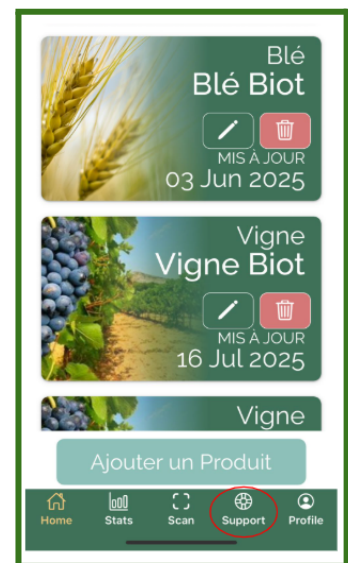 Blé
Blé Biot
MIS À JOUR
03 Jun 2025
Vigne
Vigne Biot
MIS À JOUR
16 Jul 2025
Vigne
Ajouter un Produit
Home Stats Scan Support Profile